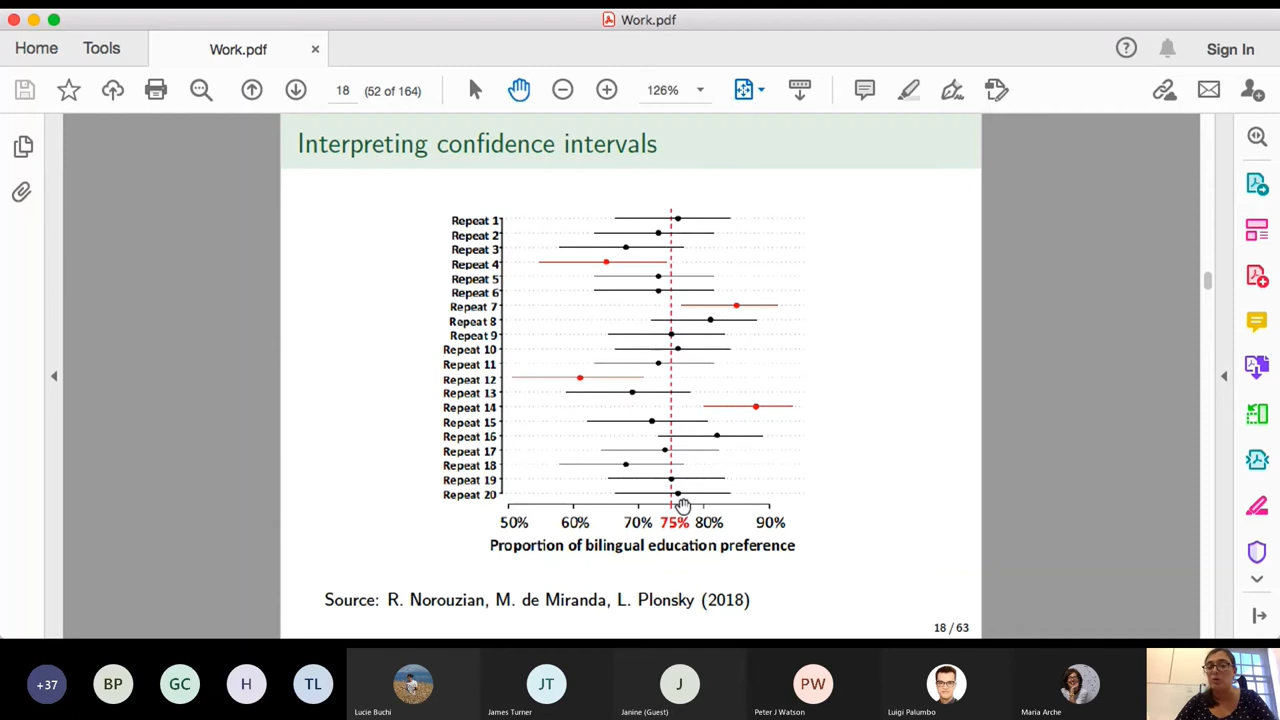 Work.pdf
Home
Tools
Work.pdf
×
Sign In
18
(52 of 164)
126%
Interpreting confidence intervals
Repeat 1
Repeat 2
Repeat 3
Repeat 4
Repeat 5
Repeat 6
Repeat 7
Repeat 8
Repeat 9
Repeat 10
Repeat 11
Repeat 12
Repeat 13
Repeat 14
Repeat 15
Repeat 16
Repeat 17
Repeat 18
Repeat 19
Repeat 20
50% 60% 70% 75% 80% 90%
Proportion of bilingual education preference
Source: R. Norouzian, M. de Miranda, L. Plonsky (2018)
18 / 63
+37
BP
GC
H
TL
JT
J
PW
Lucie Buchi
James Turner
Janine (Guest)
Peter J Watson
Luigi Palumbo
Maria Arche